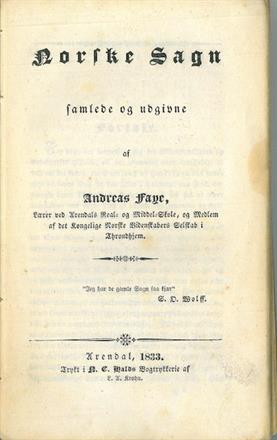 Norske Sagn
samlede og udgivne
af
Andreas Faye,
Lærer ved Arendals Real- og Middel-Skole, og Medlem
af det Kongelige Norske Videnskabers Selskab i
Throndhjem.
"Jeg har de gamle Sagn saa kjær"
S. O. Wolff.
Arendal, 1833.
Trykt i N. C. Halds Bogtrykkerie af
L. A. Krohn.